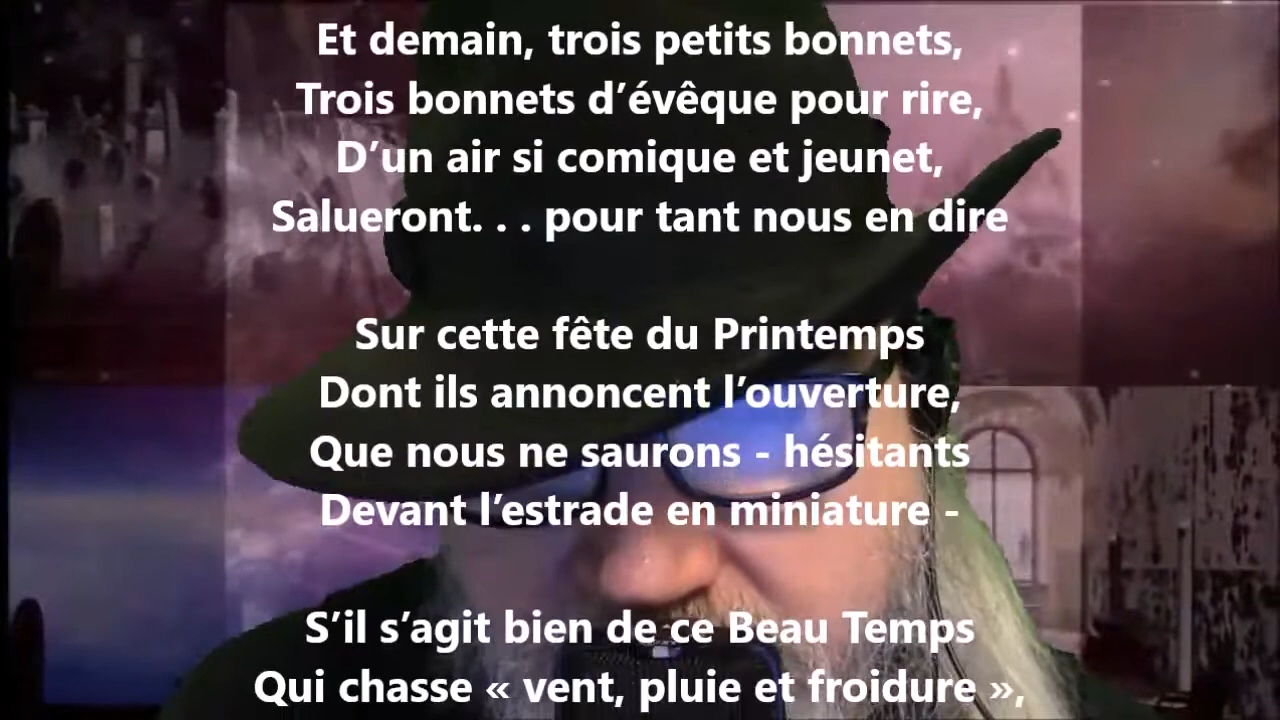 Et demain, trois petits bonnets,
Trois bonnets d’évêque pour rire,
D’un air si comique et jeunet,
Salueront. . . pour tant nous en dire
Sur cette fête du Printemps
Dont ils annoncent l’ouverture,
Que nous ne saurons - hésitants
Devant l’estrade en miniature -
S’il s’agit bien de ce Beau Temps
Qui chasse « vent, pluie et froidure »,